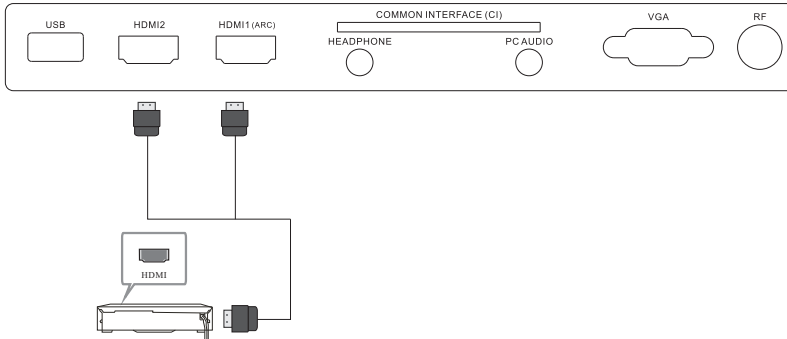 USB
HDMI2
HDMI1 (ARC)
COMMON INTERFACE (CI)
HEADPHONE
PC AUDIO
VGA
RF
HDMI